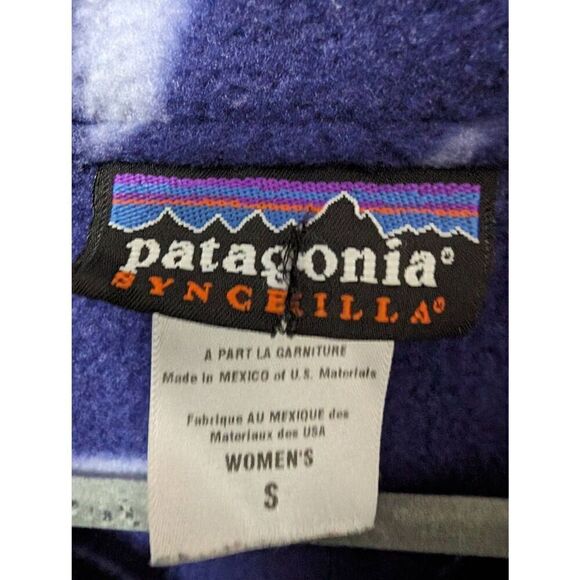 patagonia®
SYNCHILLA®
A PART LA GARNITURE
Made in MEXICO of U.S. Materials
Fabrique AU MEXIQUE des
Materiaux des USA
WOMEN'S
S